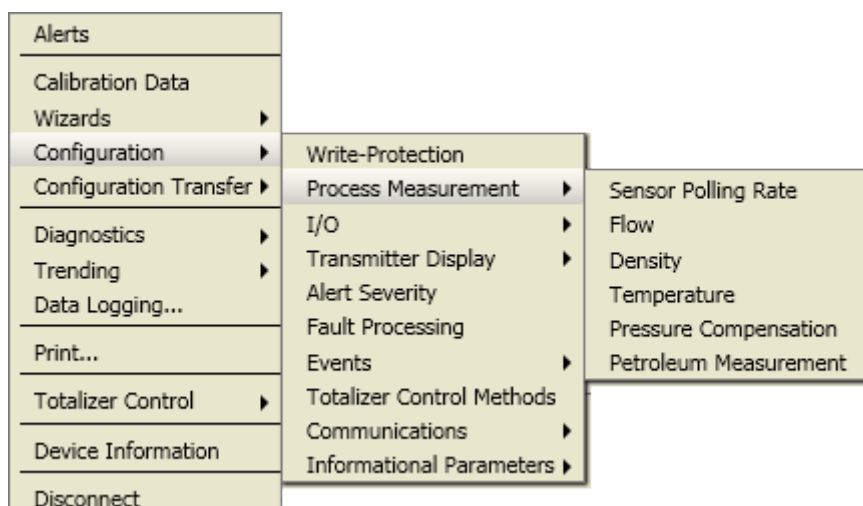 Alerts
Calibration Data
Wizards
Configuration
Configuration Transfer
Diagnostics
Trending
Data Logging...
Print...
Totalizer Control
Device Information
Disconnect
Write-Protection
Process Measurement
I/O
Transmitter Display
Alert Severity
Fault Processing
Events
Totalizer Control Methods
Communications
Informational Parameters
Sensor Polling Rate
Flow
Density
Temperature
Pressure Compensation
Petroleum Measurement